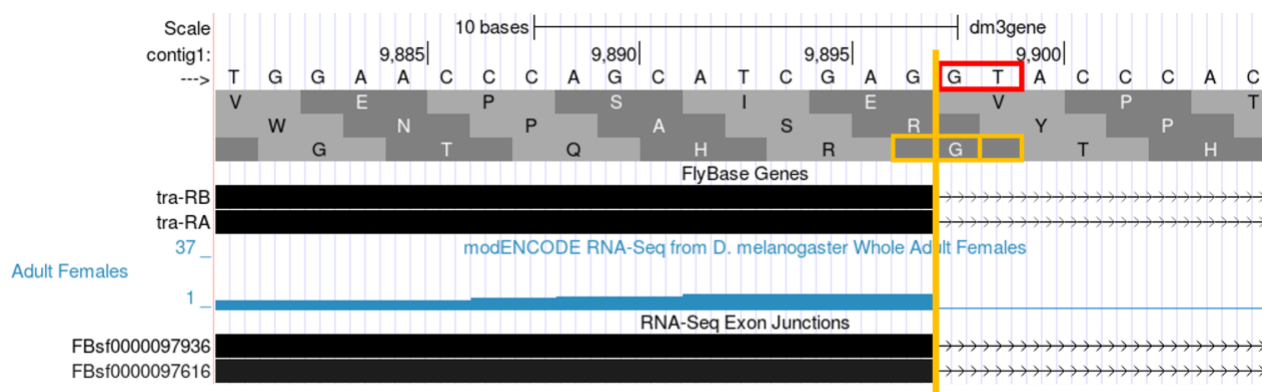 Scale 10 bases dm3gene
contig1: 9,885 9,890 9,895 9,900
---> T G G A A C C C A G C A T C G A G G T A C C C A C
V E P S I E V P T
W N P A S R Y P
G T Q H R G T H
FlyBase Genes
tra-RB
tra-RA
37 _ modENCODE RNA-Seq from D. melanogaster Whole Adult Females
Adult Females
1 _
RNA-Seq Exon Junctions
FBsf0000097936
FBsf0000097616